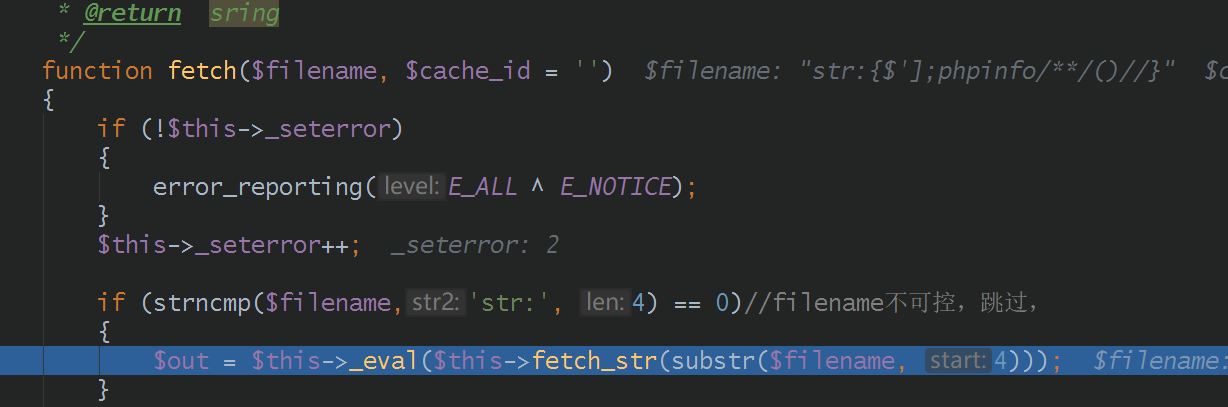 * @return  sring
*/
function fetch($filename, $cache_id = '')  $filename: "str:{$'];phpinfo/**/()//}"  $c
{
if (!$this->_seterror)
{
error_reporting( level: E_ALL ^ E_NOTICE);
}
$this->_seterror++;  _seterror: 2
if (strncmp($filename, str2: 'str:', len: 4) == 0)//filename不可控，跳过，
{
$out = $this->_eval($this->fetch_str(substr($filename, start: 4)));  $filename:
}